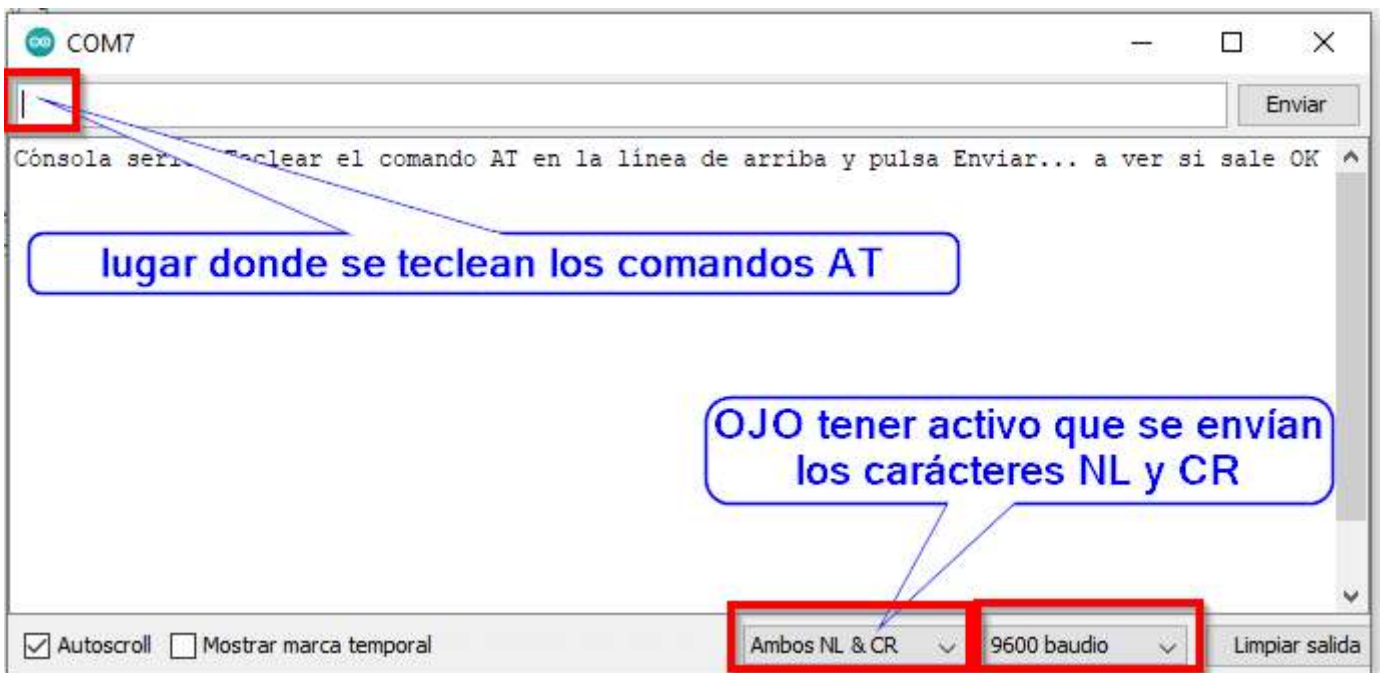 COM7
Enviar
Cónsola seri Teclear el comando AT en la línea de arriba y pulsa Enviar... a ver si sale OK
lugar donde se teclean los comandos AT
OJO tener activo que se envían
los carácteres NL y CR
Autoscroll Mostrar marca temporal Ambos NL & CR 9600 baudio Limpiar salida